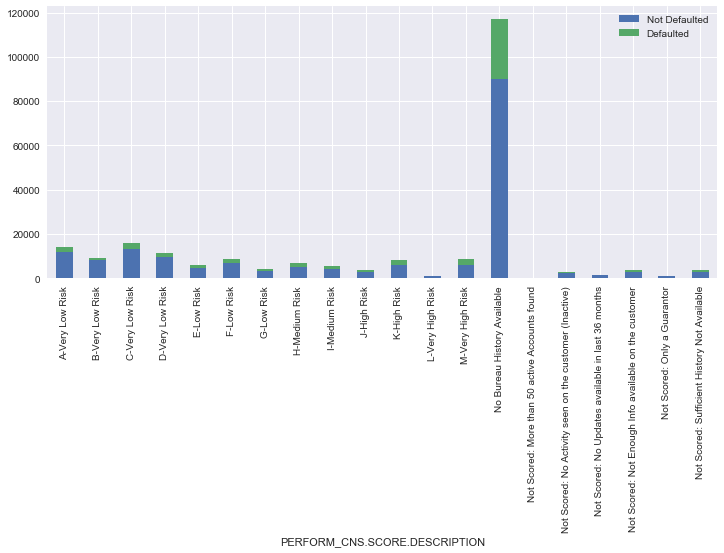 120000
100000
80000
60000
40000
20000
0
Not Defaulted
Defaulted
A-Very Low Risk
B-Very Low Risk
C-Very Low Risk
D-Very Low Risk
E-Low Risk
F-Low Risk
G-Low Risk
H-Medium Risk
I-Medium Risk
J-High Risk
K-High Risk
L-Very High Risk
M-Very High Risk
No Bureau History Available
Not Scored: More than 50 active Accounts found
Not Scored: No Activity seen on the customer (Inactive)
Not Scored: No Updates available in last 36 months
Not Scored: Not Enough Info available on the customer
Not Scored: Only a Guarantor
Not Scored: Sufficient History Not Available
PERFORM_CNS.SCORE.DESCRIPTION